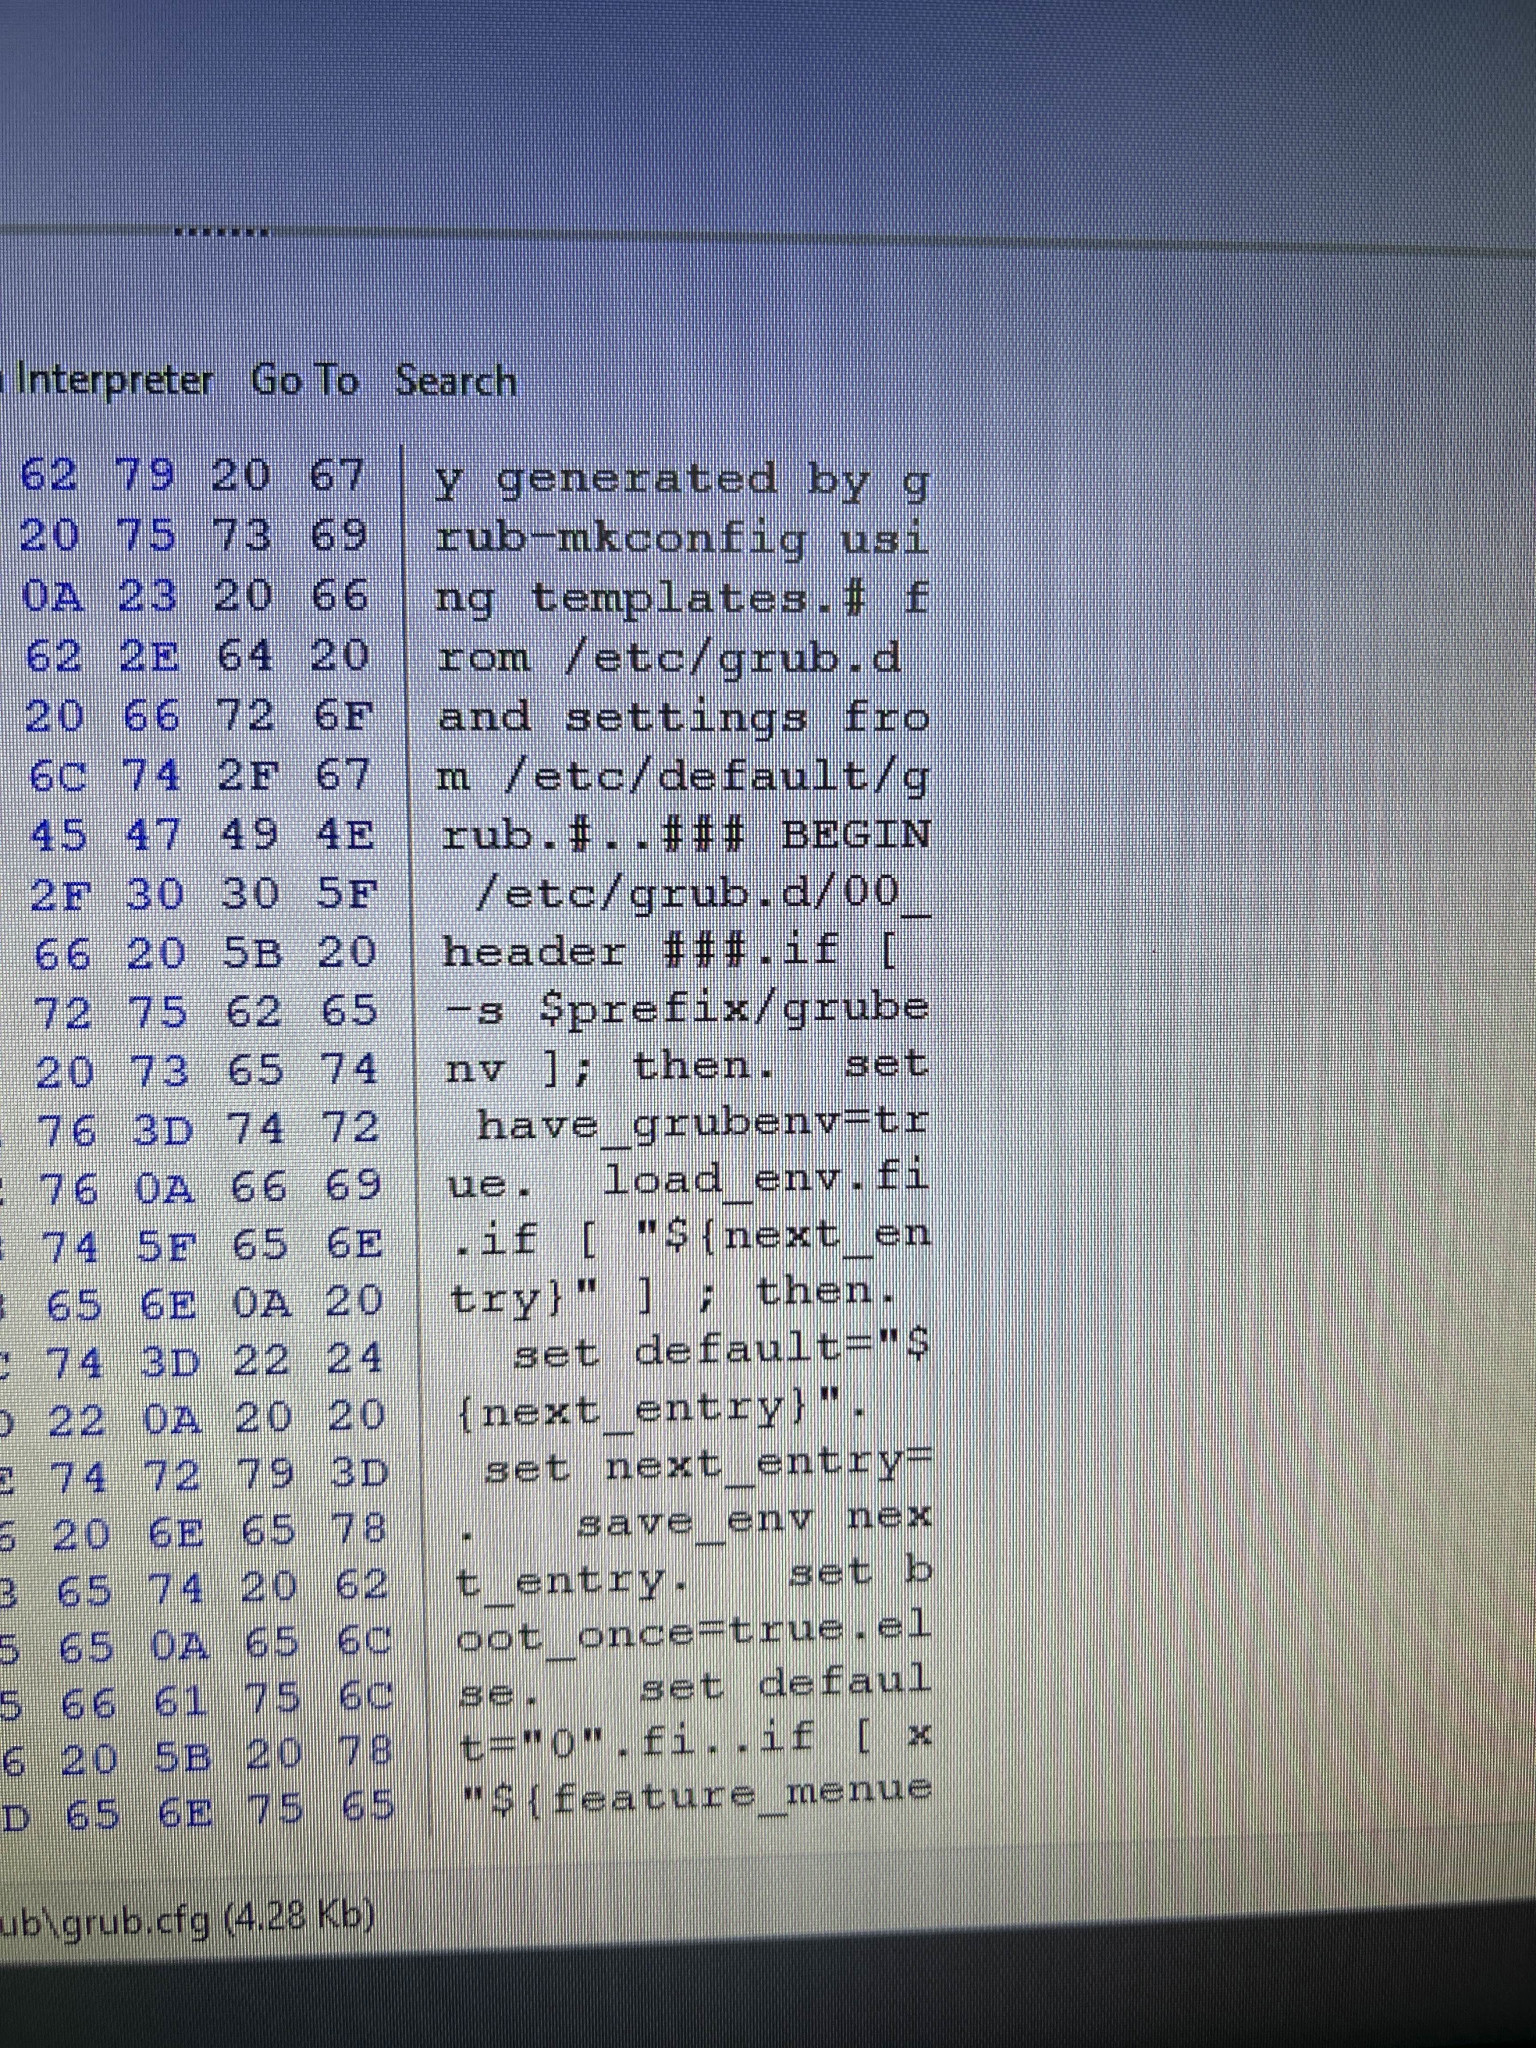 Interpreter Go To Search
62 79 20 67 y generated by g
20 75 73 69 rub-mkconfig usi
0A 23 20 66 ng templates.# f
62 2E 64 20 rom /etc/grub.d
20 66 72 6F and settings fro
6C 74 2F 67 m /etc/default/g
45 47 49 4E rub.#..### BEGIN
2F 30 30 5F /etc/grub.d/00_
66 20 5B 20 header ###.if [
72 75 62 65 -s $prefix/grube
20 73 65 74 nv ]; then.  set
76 3D 74 72 have_grubenv=tr
76 0A 66 69 ue.  load_env.fi
74 5F 65 6E .if [ "${next_en
65 6E 0A 20 try}" ] ; then.
74 3D 22 24 set default="$
22 0A 20 20 {next_entry}".
74 72 79 3D set next_entry=
20 6E 65 78 .   save_env nex
65 74 20 62 t_entry.   set b
65 0A 65 6C oot_once=true.el
66 61 75 6C se.   set defaul
6 20 5B 20 78 t="0".fi..if [ x
D 65 6E 75 65 "${feature_menue
ub\grub.cfg (4.28 Kb)